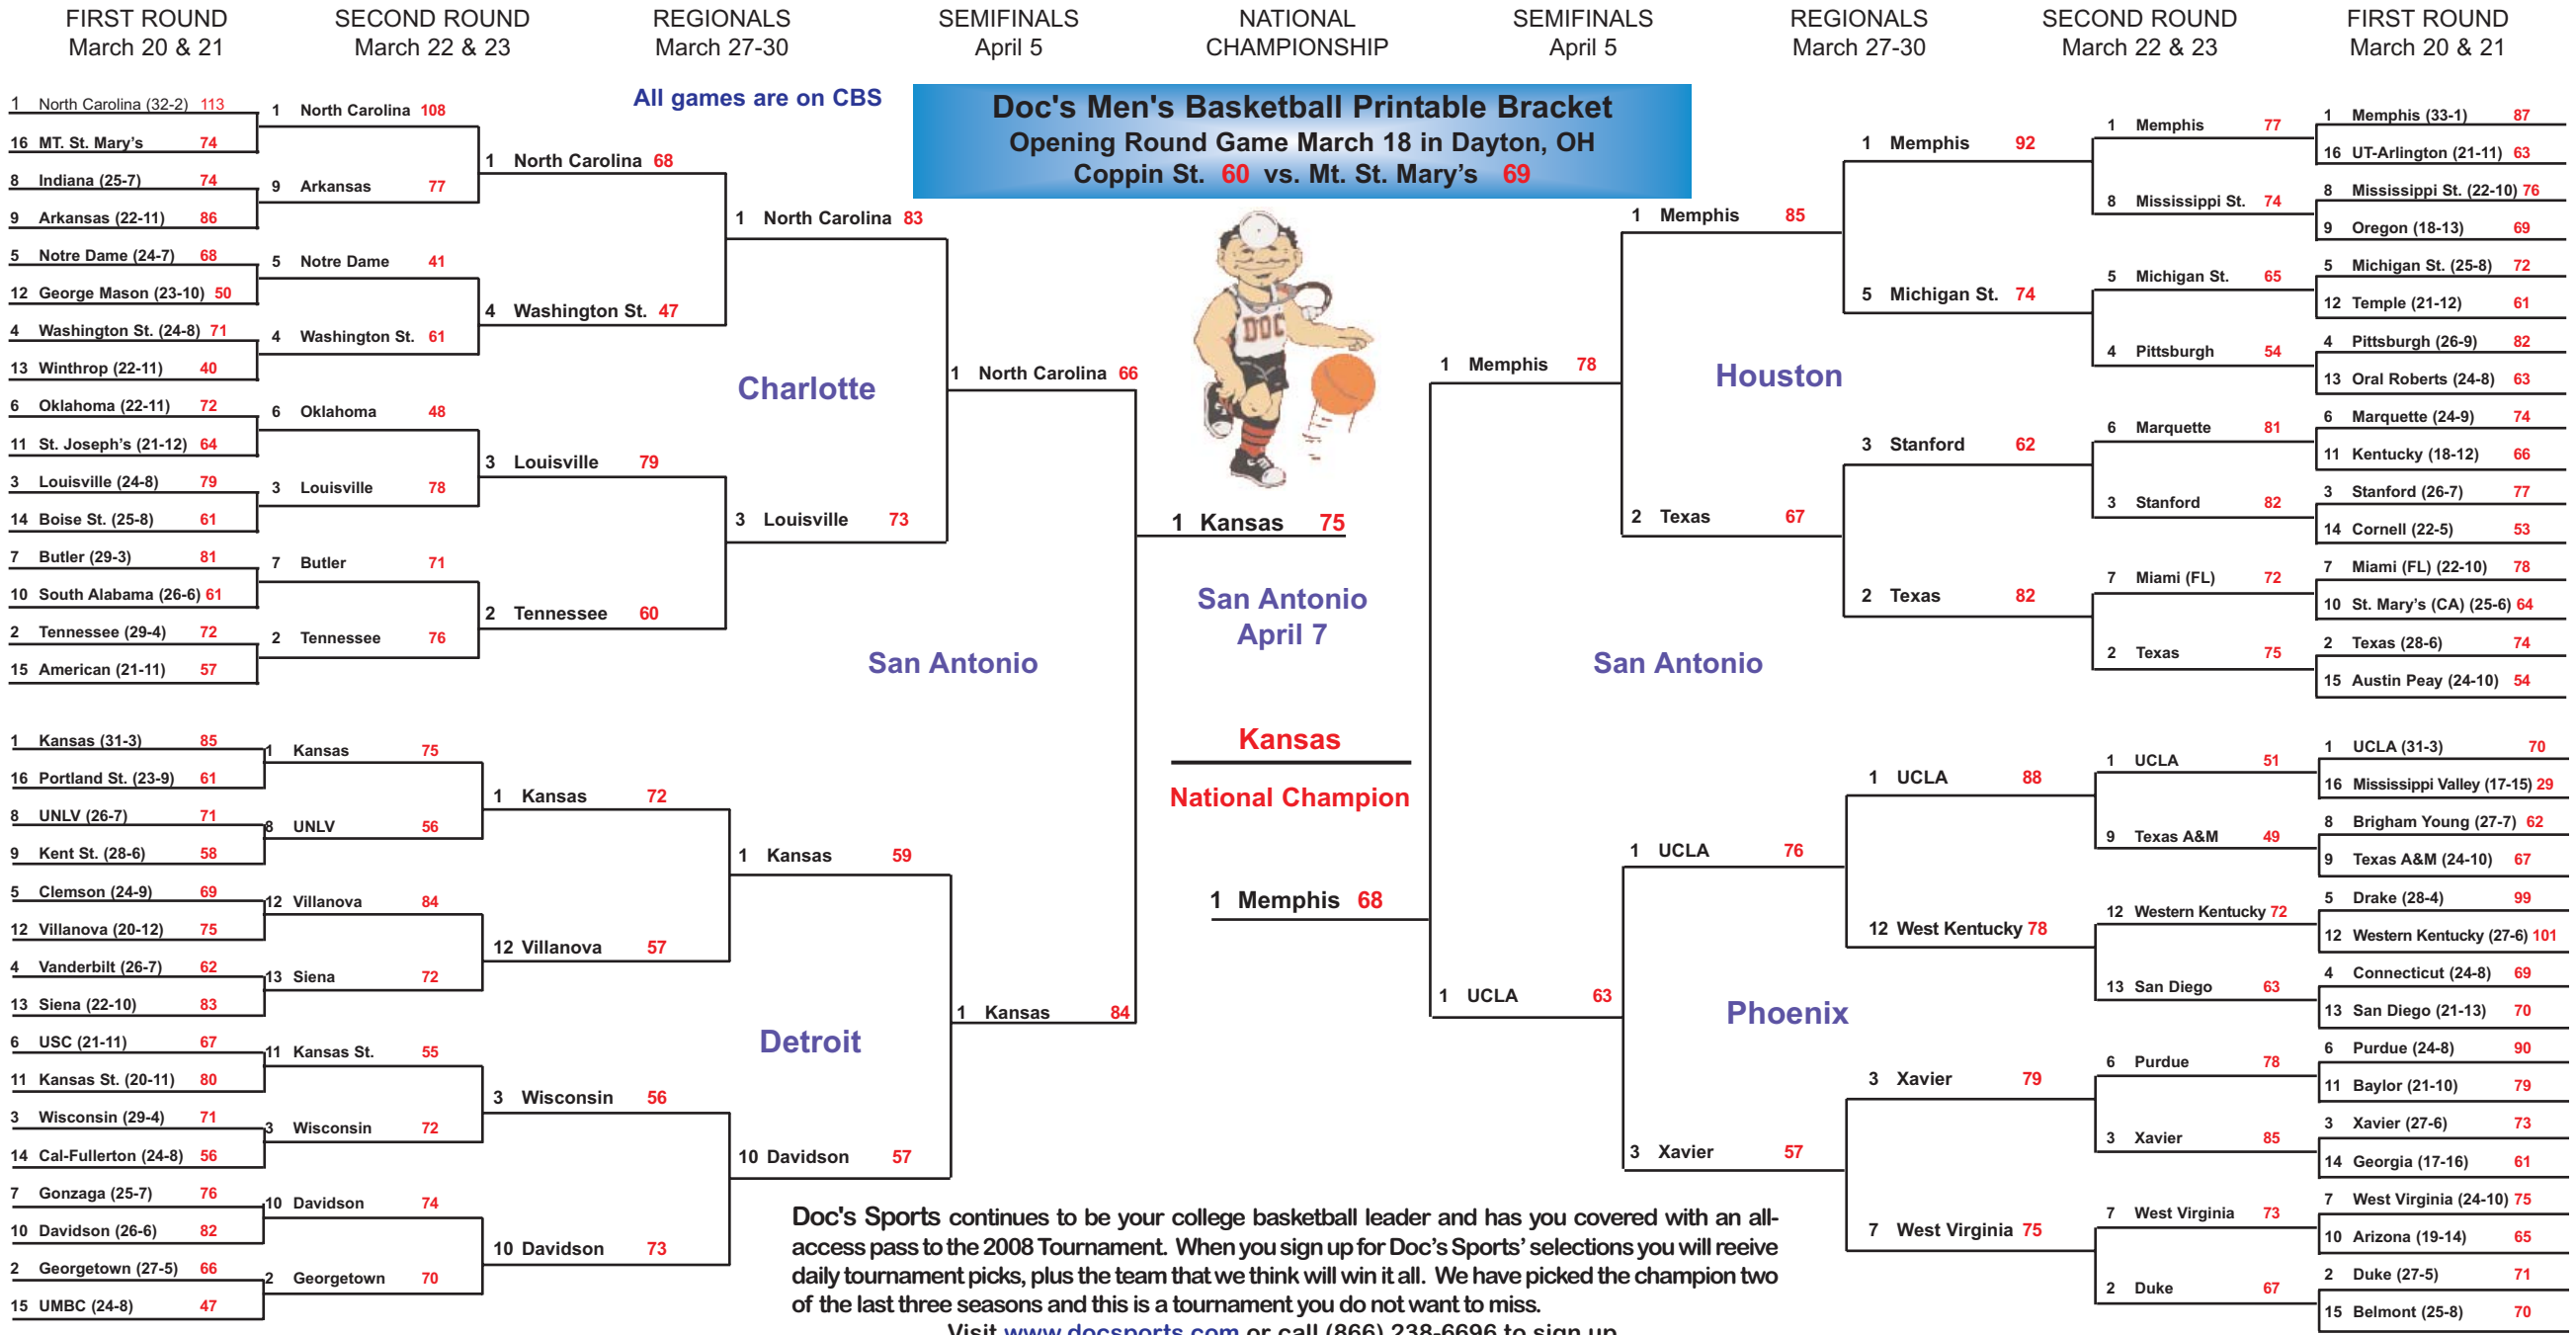 FIRST ROUND
March 20 & 21
SECOND ROUND
March 22 & 23
REGIONALS
March 27-30
SEMIFINALS
April 5
NATIONAL
CHAMPIONSHIP
SEMIFINALS
April 5
REGIONALS
March 27-30
SECOND ROUND
March 22 & 23
FIRST ROUND
March 20 & 21
All games are on CBS
Doc's Men's Basketball Printable Bracket
Opening Round Game March 18 in Dayton, OH
Coppin St. 60 vs. Mt. St. Mary's 69
1 North Carolina (32-2) 113
16 MT. St. Mary's 74
8 Indiana (25-7) 74
9 Arkansas (22-11) 86
5 Notre Dame (24-7) 68
12 George Mason (23-10) 50
4 Washington St. (24-8) 71
13 Winthrop (22-11) 40
6 Oklahoma (22-11) 72
11 St. Joseph's (21-12) 64
3 Louisville (24-8) 79
14 Boise St. (25-8) 61
7 Butler (29-3) 81
10 South Alabama (26-6) 61
2 Tennessee (29-4) 72
15 American (21-11) 57
1 North Carolina 108
9 Arkansas 77
5 Notre Dame 41
4 Washington St. 61
6 Oklahoma 48
3 Louisville 78
7 Butler 71
2 Tennessee 76
1 North Carolina 68
4 Washington St. 47
3 Louisville 79
2 Tennessee 60
1 North Carolina 83
3 Louisville 73
Charlotte
1 North Carolina 66
San Antonio
1 Kansas (31-3) 85
16 Portland St. (23-9) 61
8 UNLV (26-7) 71
9 Kent St. (28-6) 58
5 Clemson (24-9) 69
12 Villanova (20-12) 75
4 Vanderbilt (26-7) 62
13 Siena (22-10) 83
6 USC (21-11) 67
11 Kansas St. (20-11) 80
3 Wisconsin (29-4) 71
14 Cal-Fullerton (24-8) 56
7 Gonzaga (25-7) 76
10 Davidson (26-6) 82
2 Georgetown (27-5) 66
15 UMBC (24-8) 47
1 Kansas 75
8 UNLV 56
12 Villanova 84
13 Siena 72
11 Kansas St. 55
3 Wisconsin 72
10 Davidson 74
2 Georgetown 70
1 Kansas 72
12 Villanova 57
3 Wisconsin 56
10 Davidson 73
1 Kansas 59
10 Davidson 57
Detroit
1 Kansas 84
DOC
1 Kansas 75
San Antonio
April 7
Kansas
National Champion
1 Memphis 68
1 Memphis 78
1 UCLA 63
San Antonio
1 Memphis 85
2 Texas 67
Houston
1 Memphis 92
5 Michigan St. 74
3 Stanford 62
2 Texas 82
1 Memphis 77
8 Mississippi St. 74
5 Michigan St. 65
4 Pittsburgh 54
6 Marquette 81
3 Stanford 82
7 Miami (FL) 72
2 Texas 75
1 Memphis (33-1) 87
16 UT-Arlington (21-11) 63
8 Mississippi St. (22-10) 76
9 Oregon (18-13) 69
5 Michigan St. (25-8) 72
12 Temple (21-12) 61
4 Pittsburgh (26-9) 82
13 Oral Roberts (24-8) 63
6 Marquette (24-9) 74
11 Kentucky (18-12) 66
3 Stanford (26-7) 77
14 Cornell (22-5) 53
7 Miami (FL) (22-10) 78
10 St. Mary's (CA) (25-6) 64
2 Texas (28-6) 74
15 Austin Peay (24-10) 54
1 UCLA 76
3 Xavier 57
Phoenix
1 UCLA 88
12 West Kentucky 78
3 Xavier 79
7 West Virginia 75
1 UCLA 51
9 Texas A&M 49
12 Western Kentucky 72
13 San Diego 63
6 Purdue 78
3 Xavier 85
7 West Virginia 73
2 Duke 67
1 UCLA (31-3) 70
16 Mississippi Valley (17-15) 29
8 Brigham Young (27-7) 62
9 Texas A&M (24-10) 67
5 Drake (28-4) 99
12 Western Kentucky (27-6) 101
4 Connecticut (24-8) 69
13 San Diego (21-13) 70
6 Purdue (24-8) 90
11 Baylor (21-10) 79
3 Xavier (27-6) 73
14 Georgia (17-16) 61
7 West Virginia (24-10) 75
10 Arizona (19-14) 65
2 Duke (27-5) 71
15 Belmont (25-8) 70
Doc's Sports continues to be your college basketball leader and has you covered with an all-
access pass to the 2008 Tournament. When you sign up for Doc's Sports' selections you will reeive
daily tournament picks, plus the team that we think will win it all. We have picked the champion two
of the last three seasons and this is a tournament you do not want to miss.
Visit www.docsports.com or call (866) 238-6696 to sign up